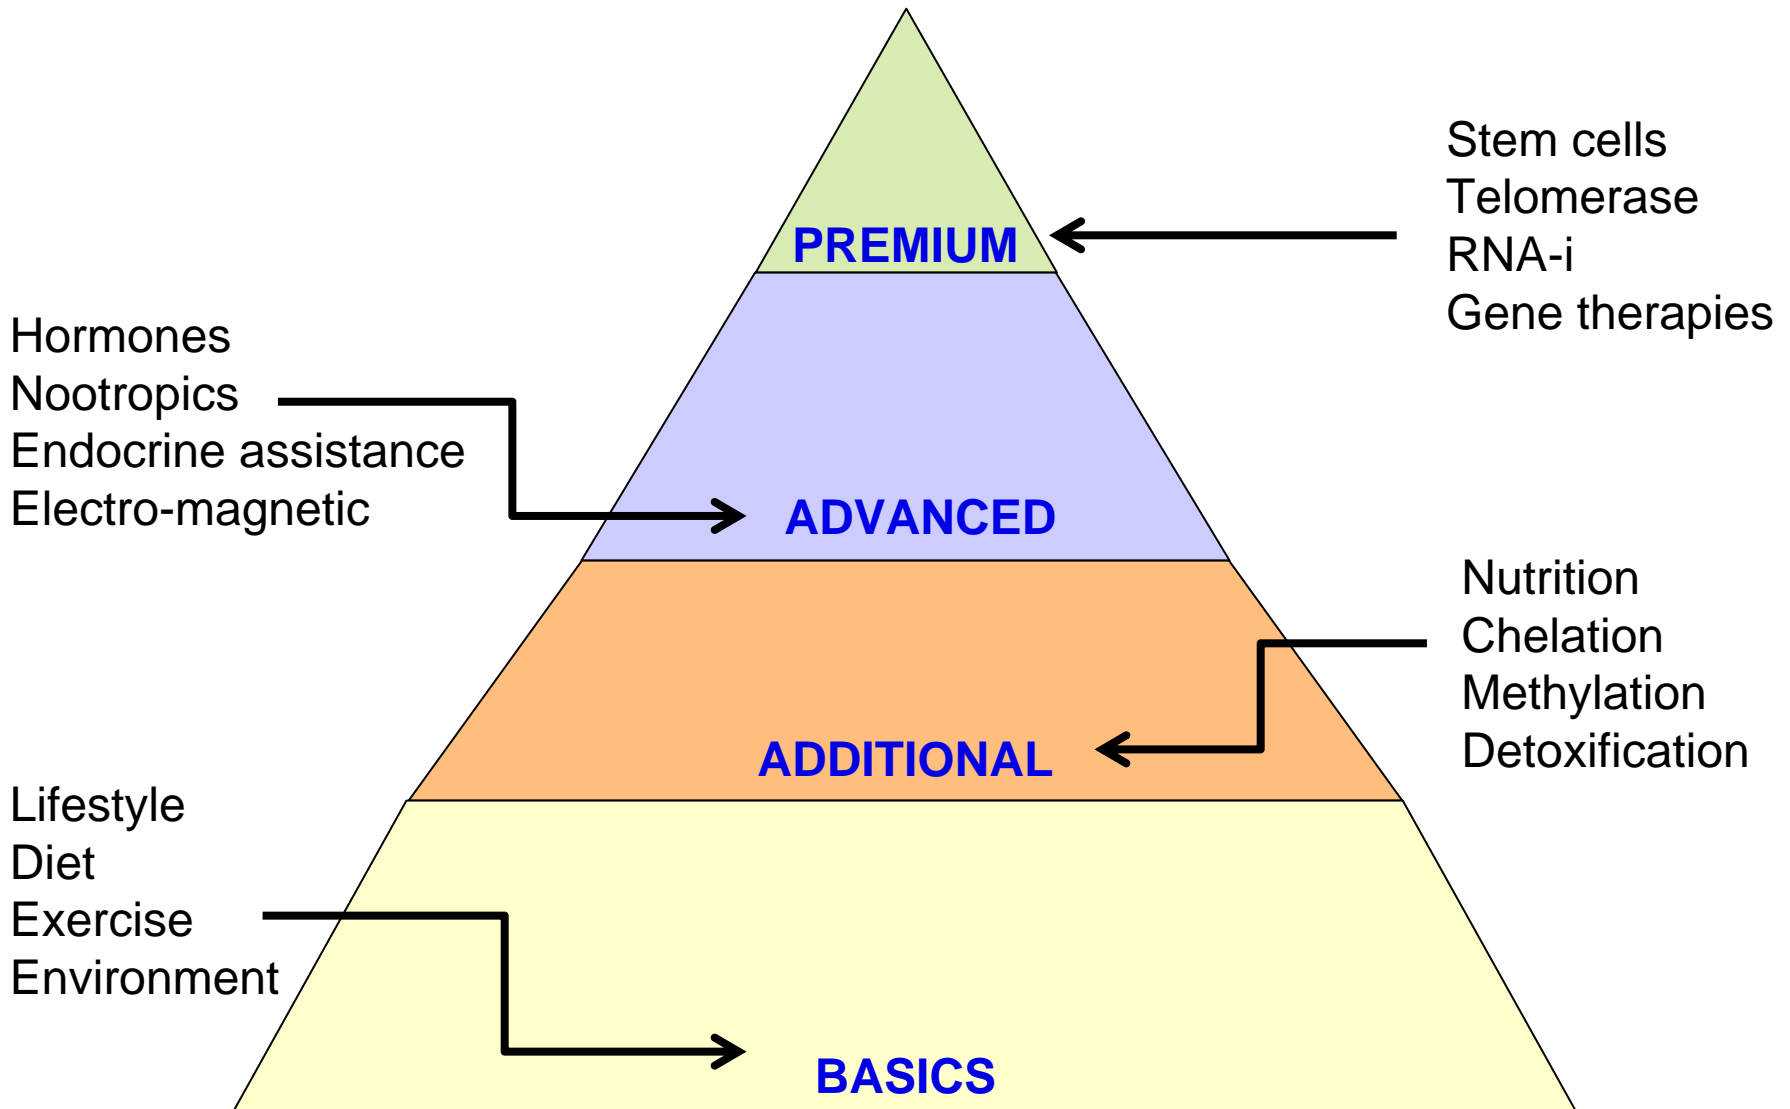 Stem cells
Telomerase
RNA-i
Gene therapies
PREMIUM
Hormones
Nootropics
Endocrine assistance
Electro-magnetic
ADVANCED
Nutrition
Chelation
Methylation
Detoxification
ADDITIONAL
Lifestyle
Diet
Exercise
Environment
BASICS